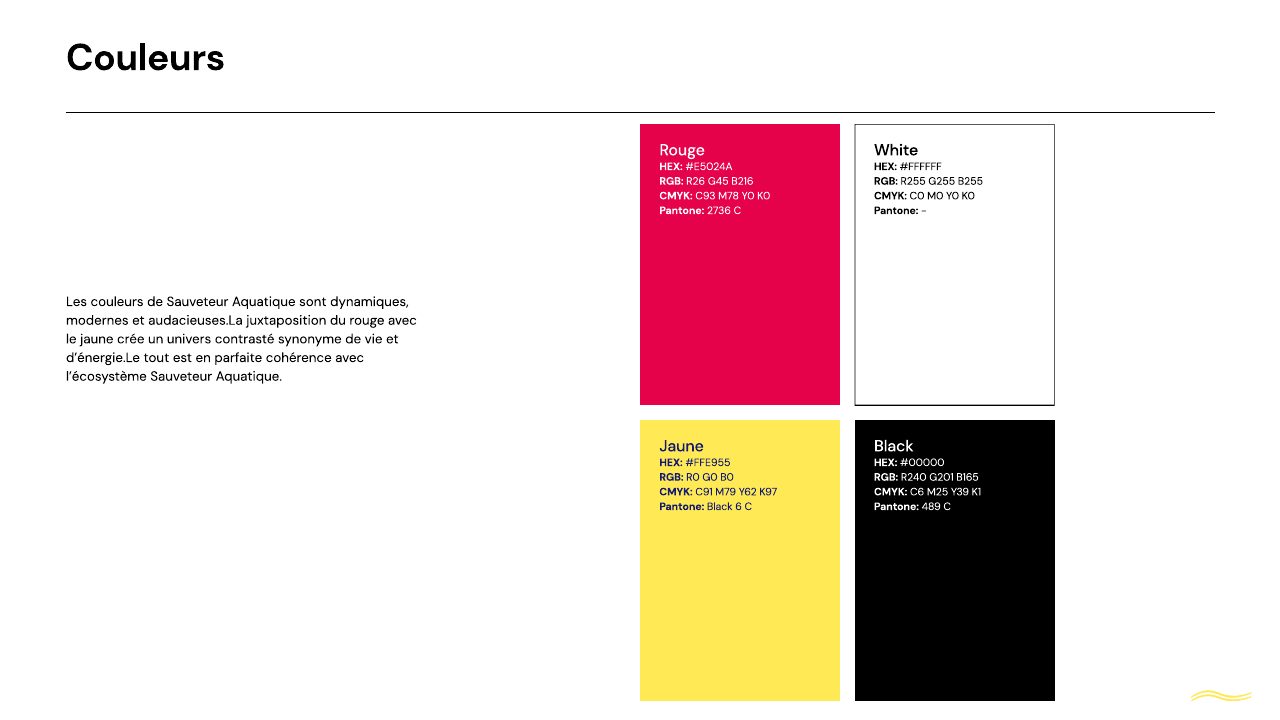 Couleurs
Les couleurs de Sauveteur Aquatique sont dynamiques,
modernes et audacieuses.La juxtaposition du rouge avec
le jaune crée un univers contrasté synonyme de vie et
d’énergie.Le tout est en parfaite cohérence avec
l’écosystème Sauveteur Aquatique.
Rouge
HEX: #E5024A
RGB: R26 G45 B216
CMYK: C93 M78 Y0 K0
Pantone: 2736 C
White
HEX: #FFFFFF
RGB: R255 G255 B255
CMYK: C0 M0 Y0 K0
Pantone: -
Jaune
HEX: #FFE955
RGB: R0 G0 B0
CMYK: C91 M79 Y62 K97
Pantone: Black 6 C
Black
HEX: #00000
RGB: R240 G201 B165
CMYK: C6 M25 Y39 K1
Pantone: 489 C